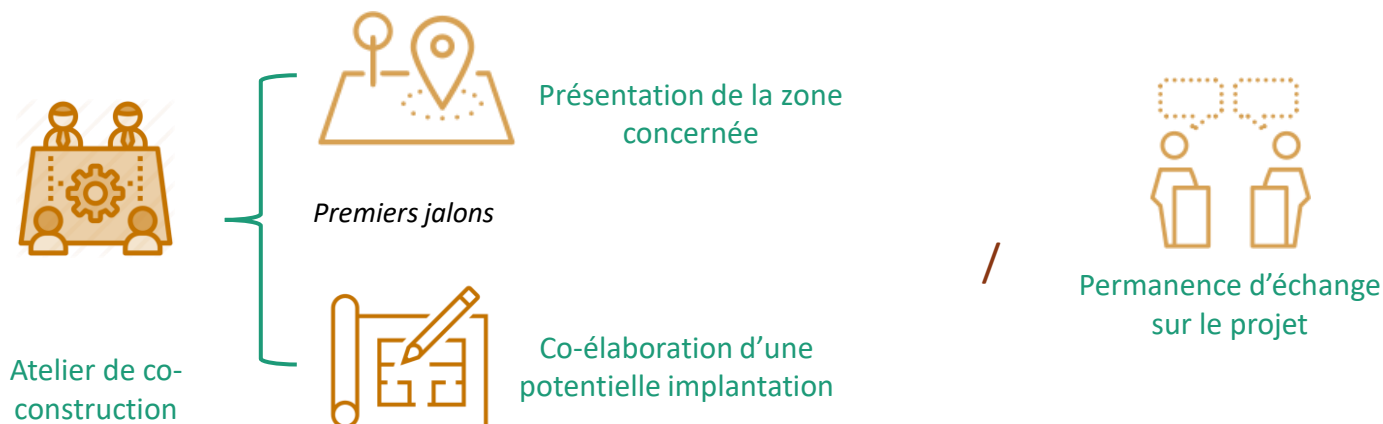 Présentation de la zone
concernée
Premiers jalons
/
Permanence d’échange
sur le projet
Co-élaboration d’une
potentielle implantation
Atelier de co-
construction